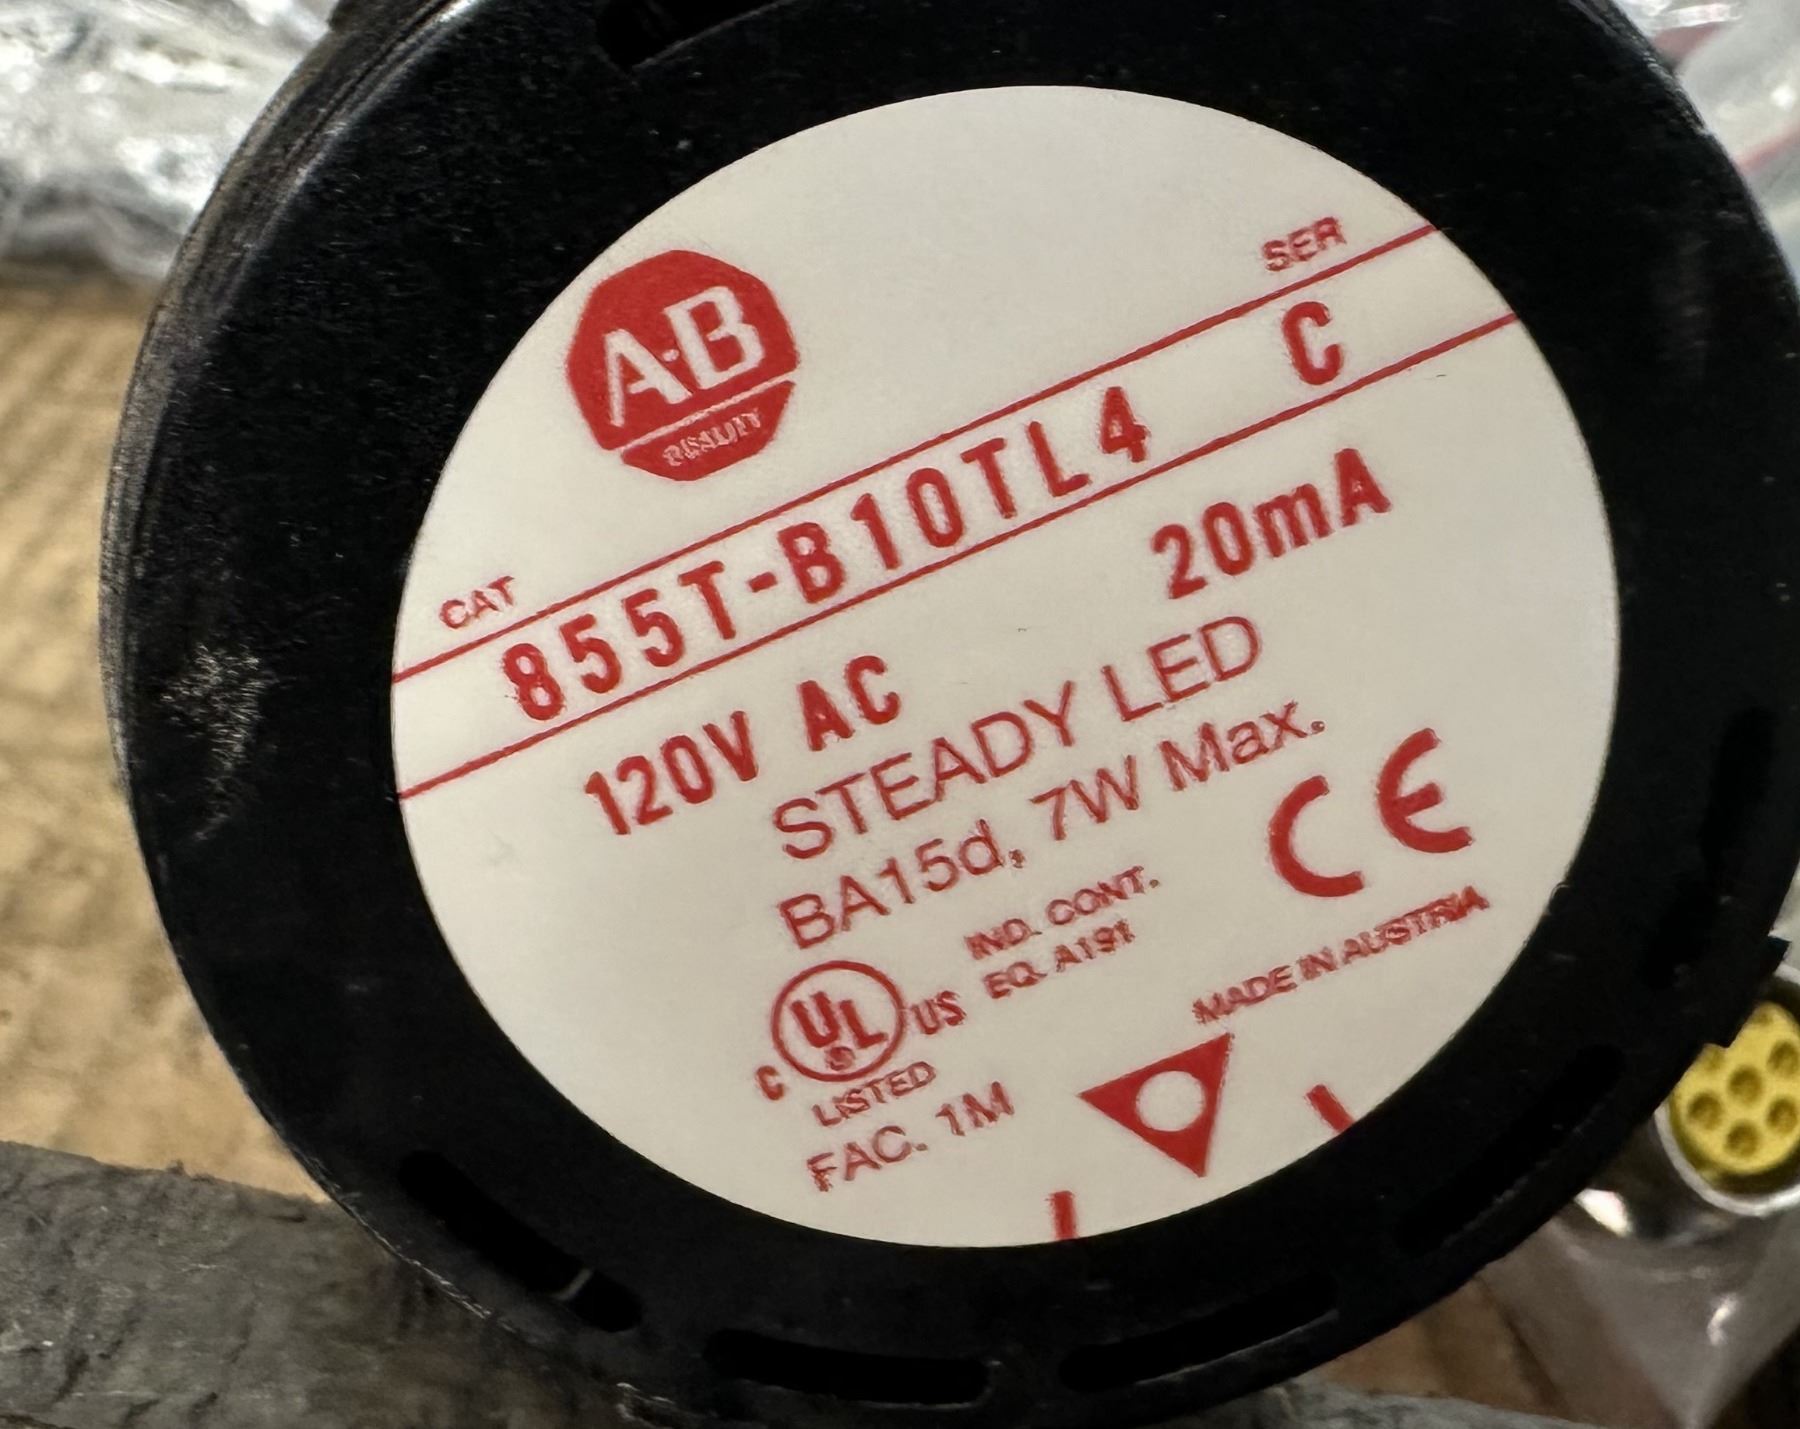 A-B
QUALITY
SER
CAT
855T-B10TL4 C
120V AC 20mA
STEADY LED
BA15d, 7W Max.
CE
IND. CONT.
EQ. A191
C UL US
LISTED
MADE IN AUSTRIA
FAC. 1M